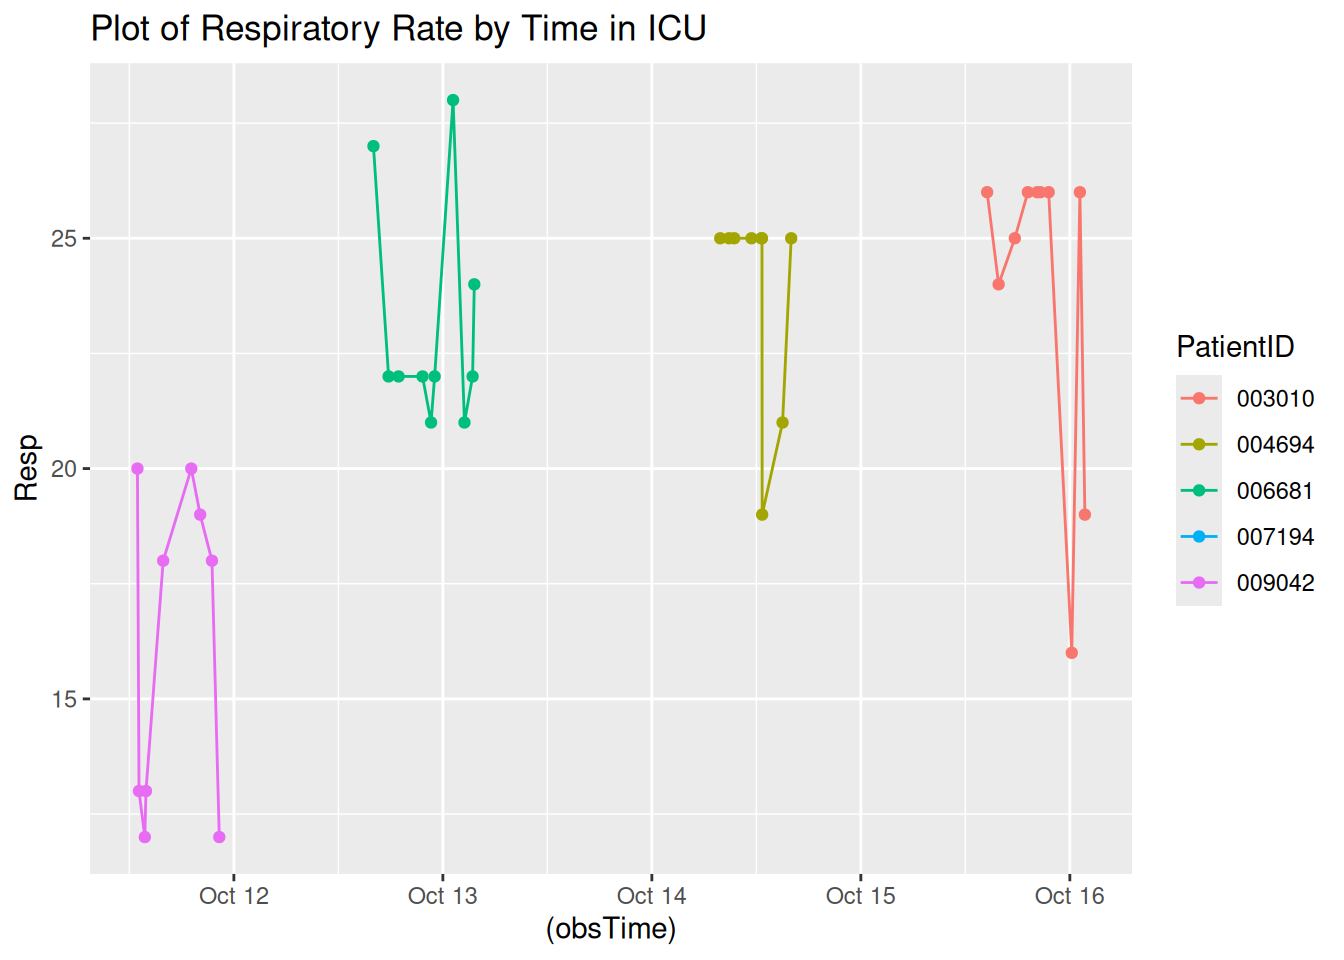 Plot of Respiratory Rate by Time in ICU
Resp
25
20
15
Oct 12
Oct 13
Oct 14
Oct 15
Oct 16
(obsTime)
PatientID
003010
004694
006681
007194
009042